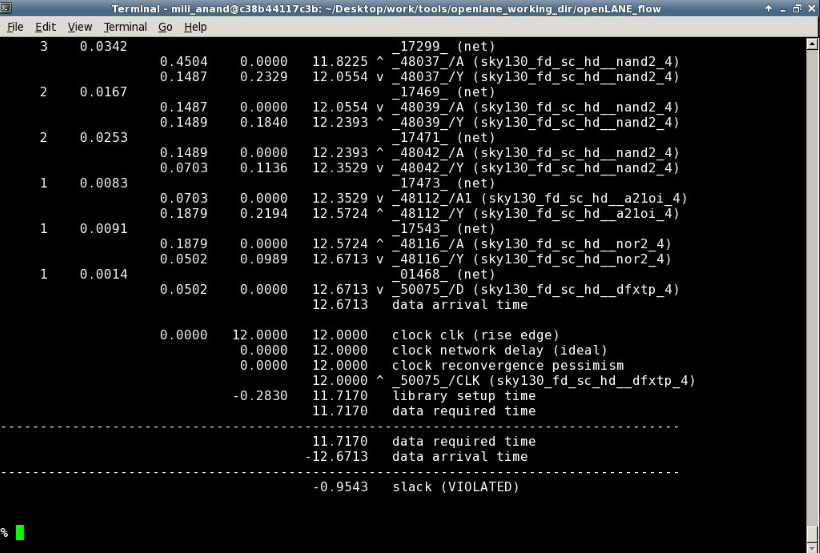 Terminal - mili_anand@c38b44117c3b: ~/Desktop/work/tools/openlane_working_dir/openLANE_flow
File Edit View Terminal Go Help
3 0.0342 _17299_ (net)
0.4504 0.0000 11.8225 ^ _48037_/A (sky130_fd_sc_hd__nand2_4)
0.1487 0.2329 12.0554 v _48037_/Y (sky130_fd_sc_hd__nand2_4)
2 0.0167 _17469_ (net)
0.1487 0.0000 12.0554 v _48039_/A (sky130_fd_sc_hd__nand2_4)
0.1489 0.1840 12.2393 ^ _48039_/Y (sky130_fd_sc_hd__nand2_4)
2 0.0253 _17471_ (net)
0.1489 0.0000 12.2393 ^ _48042_/A (sky130_fd_sc_hd__nand2_4)
0.0703 0.1136 12.3529 v _48042_/Y (sky130_fd_sc_hd__nand2_4)
1 0.0083 _17473_ (net)
0.0703 0.0000 12.3529 v _48112_/A1 (sky130_fd_sc_hd__a21oi_4)
0.1879 0.2194 12.5724 ^ _48112_/Y (sky130_fd_sc_hd__a21oi_4)
1 0.0091 _17543_ (net)
0.1879 0.0000 12.5724 ^ _48116_/A (sky130_fd_sc_hd__nor2_4)
0.0502 0.0989 12.6713 v _48116_/Y (sky130_fd_sc_hd__nor2_4)
1 0.0014 _01468_ (net)
0.0502 0.0000 12.6713 v _50075_/D (sky130_fd_sc_hd__dfxtp_4)
12.6713 data arrival time
0.0000 12.0000 12.0000 clock clk (rise edge)
0.0000 12.0000 clock network delay (ideal)
0.0000 12.0000 clock reconvergence pessimism
12.0000 ^ _50075_/CLK (sky130_fd_sc_hd__dfxtp_4)
-0.2830 11.7170 library setup time
11.7170 data required time
-------------------------------------------------------------------------------------
11.7170 data required time
-12.6713 data arrival time
-------------------------------------------------------------------------------------
-0.9543 slack (VIOLATED)
%